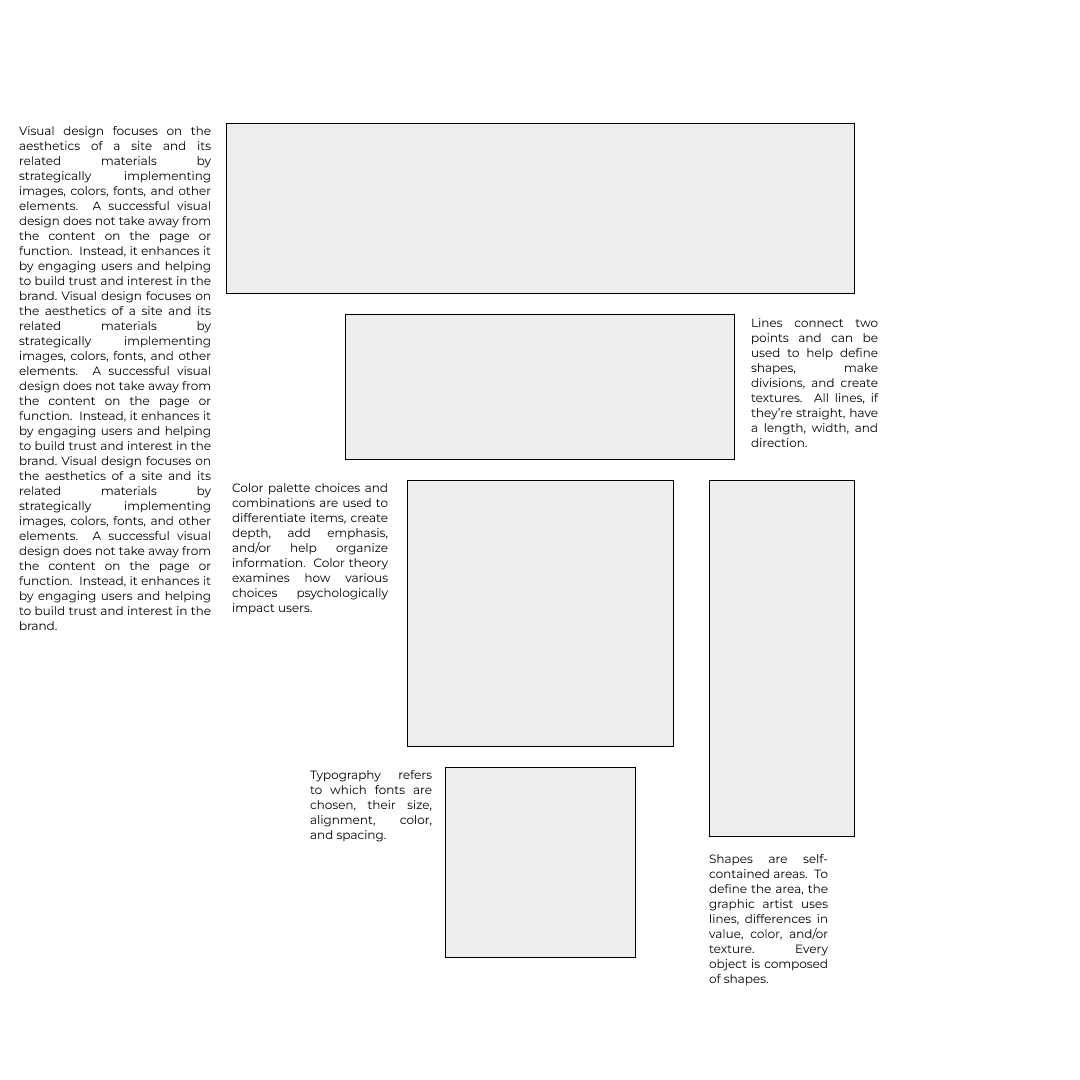 Visual design focuses on the
aesthetics of a site and its
related materials by
strategically implementing
images, colors, fonts, and other
elements.  A successful visual
design does not take away from
the content on the page or
function.  Instead, it enhances it
by engaging users and helping
to build trust and interest in the
brand. Visual design focuses on
the aesthetics of a site and its
related materials by
strategically implementing
images, colors, fonts, and other
elements.  A successful visual
design does not take away from
the content on the page or
function.  Instead, it enhances it
by engaging users and helping
to build trust and interest in the
brand. Visual design focuses on
the aesthetics of a site and its
related materials by
strategically implementing
images, colors, fonts, and other
elements.  A successful visual
design does not take away from
the content on the page or
function.  Instead, it enhances it
by engaging users and helping
to build trust and interest in the
brand.
Lines connect two
points and can be
used to help define
shapes, make
divisions, and create
textures.  All lines, if
they’re straight, have
a length, width, and
direction.
Color palette choices and
combinations are used to
differentiate items, create
depth, add emphasis,
and/or help organize
information.  Color theory
examines how various
choices psychologically
impact users.
Typography refers
to which fonts are
chosen, their size,
alignment, color,
and spacing.
Shapes are self-
contained areas.  To
define the area, the
graphic artist uses
lines, differences in
value, color, and/or
texture.  Every
object is composed
of shapes.